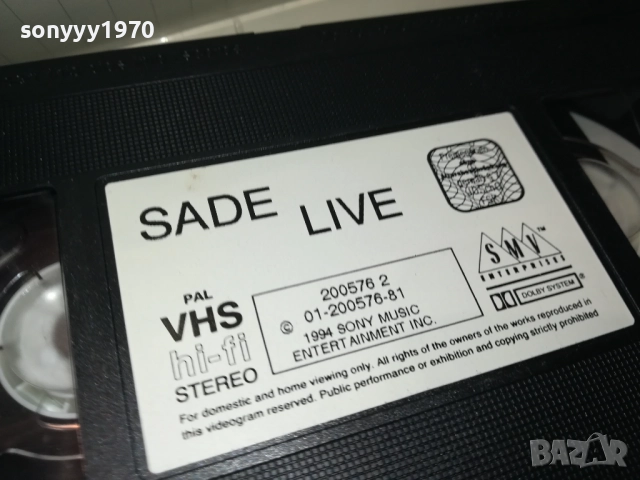 sonyyy1970
SADE LIVE
SMV™
ENTERPRISES
DOLBY SYSTEM®
PAL
VHS
hi-fi
STEREO
200576 2
01-200576-81
© 1994 SONY MUSIC
ENTERTAINMENT INC.
For domestic and home viewing only. All rights of the owners of the works reproduced in
this videogram reserved. Public performance or exhibition and copying strictly prohibited
BAZAR